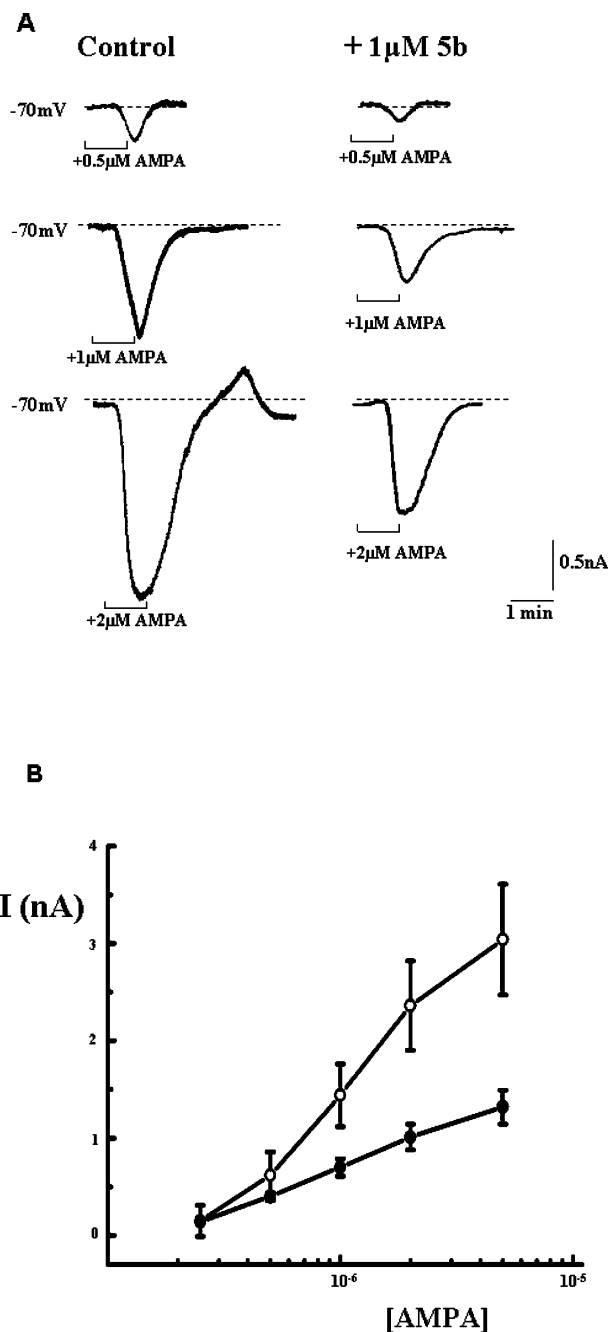 A
Control
+ 1µM 5b
-70mV
+0.5µM AMPA
+0.5µM AMPA
-70mV
+1µM AMPA
+1µM AMPA
-70mV
+2µM AMPA
+2µM AMPA
0.5nA
1 min
B
I (nA)
4
3
2
1
0
10-6
10-5
[AMPA]